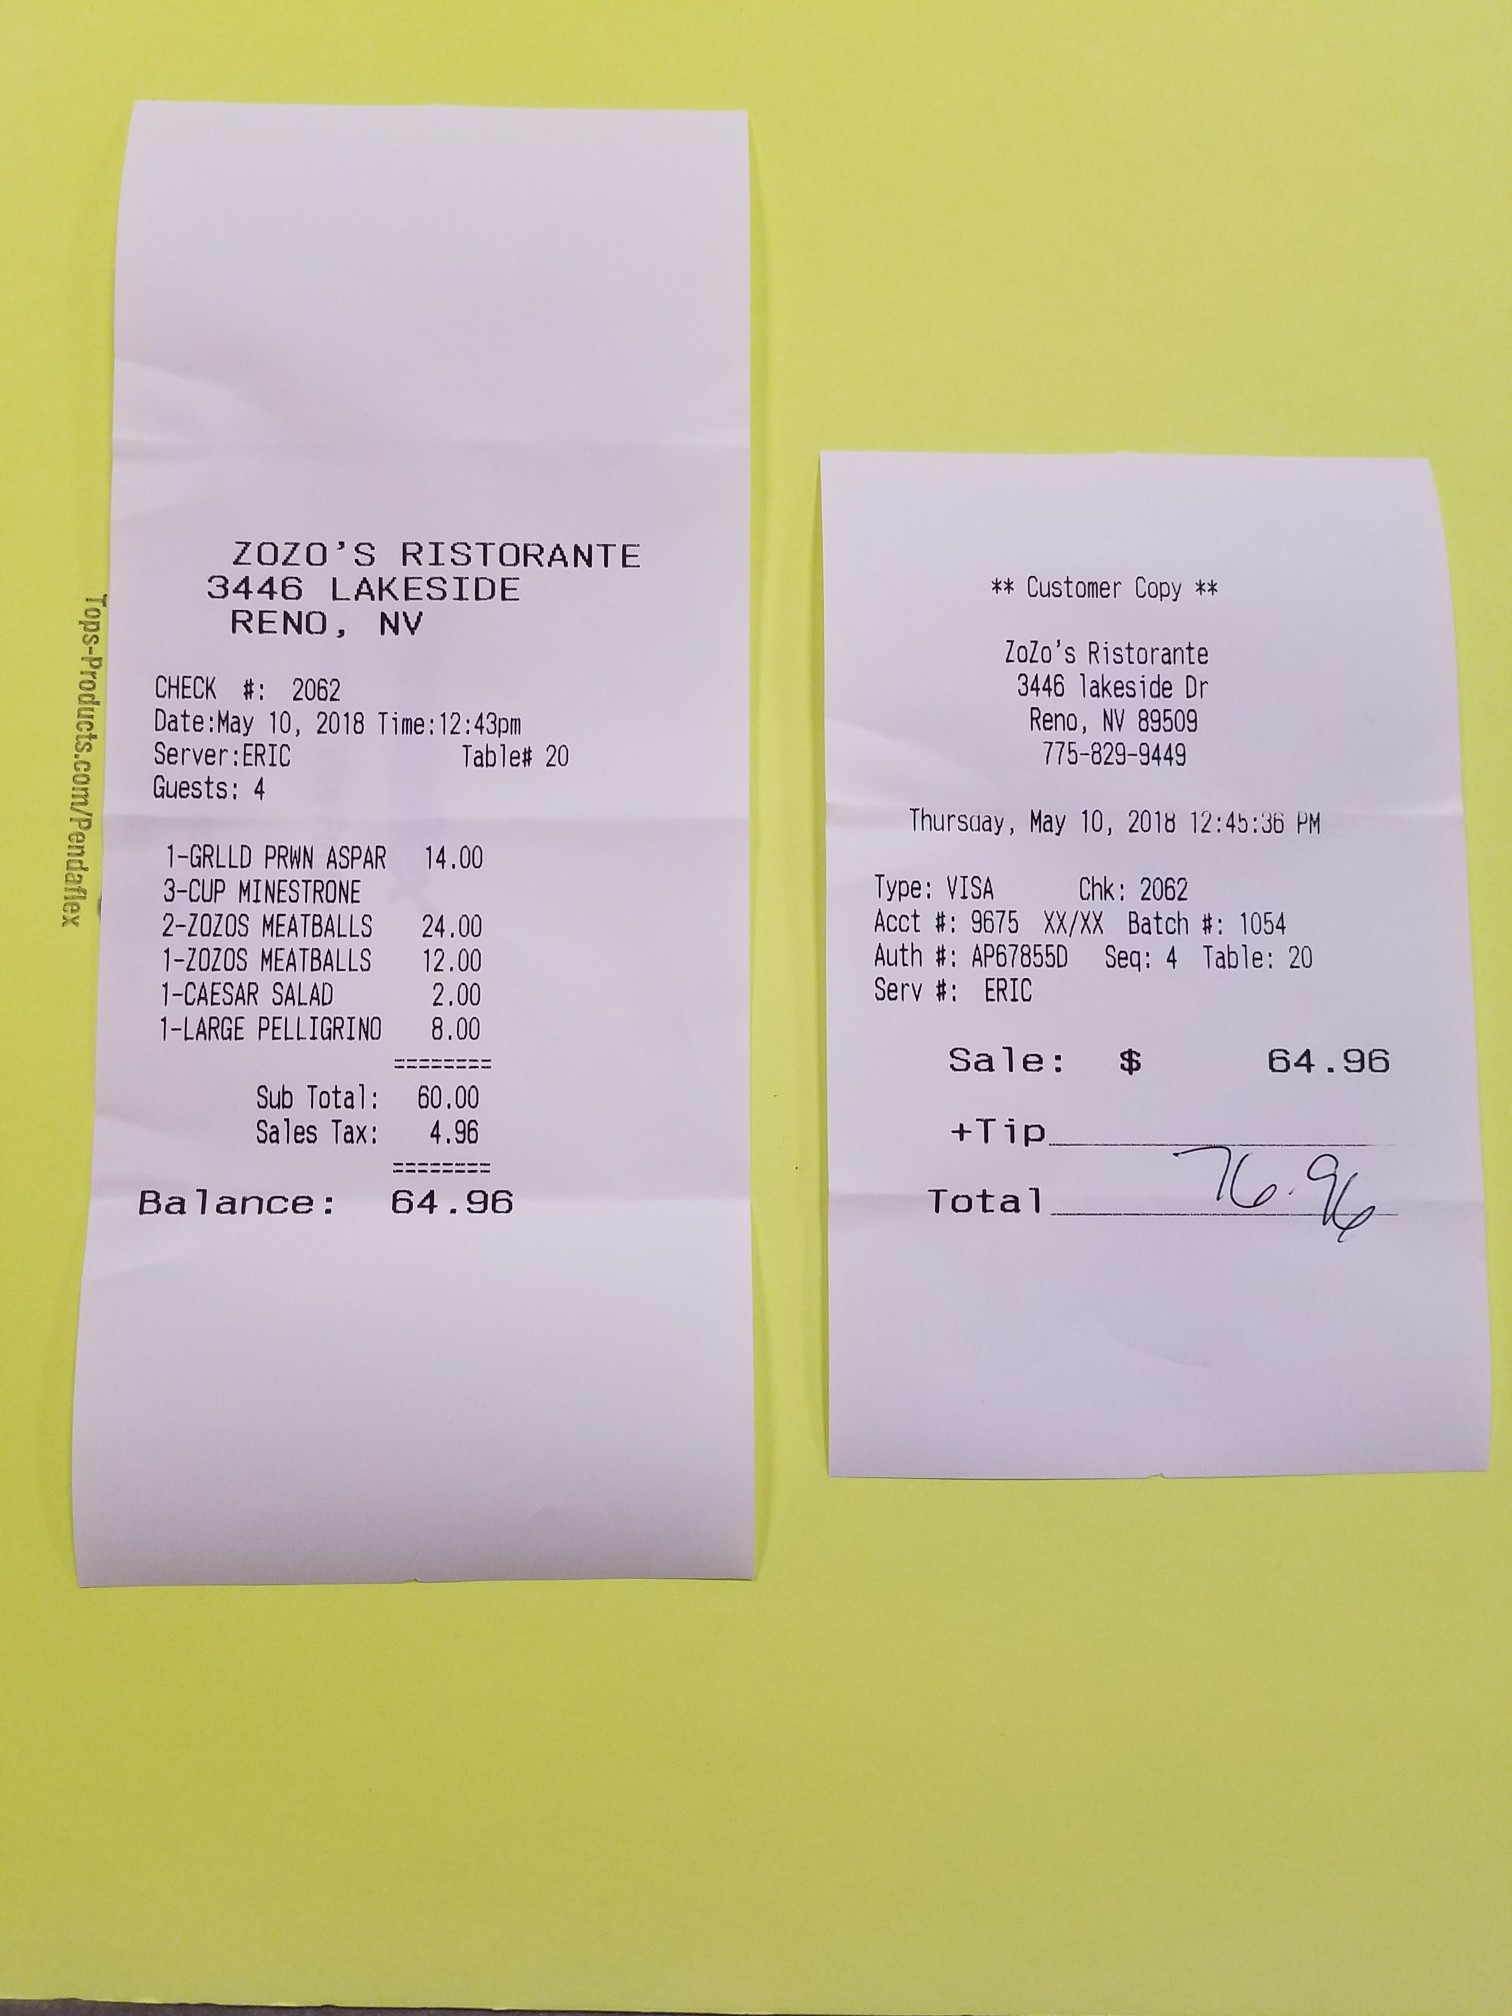 ZOZO'S RISTORANTE
3446 LAKESIDE
RENO, NV
CHECK #: 2062
Date:May 10, 2018 Time:12:43pm
Server:ERIC Table# 20
Guests: 4
1-GRLLD PRWN ASPAR 14.00
3-CUP MINESTRONE
2-ZOZOS MEATBALLS 24.00
1-ZOZOS MEATBALLS 12.00
1-CAESAR SALAD 2.00
1-LARGE PELLIGRINO 8.00
========
Sub Total: 60.00
Sales Tax: 4.96
========
Balance: 64.96
** Customer Copy **
ZoZo's Ristorante
3446 lakeside Dr
Reno, NV 89509
775-829-9449
Thursday, May 10, 2018 12:45:36 PM
Type: VISA Chk: 2062
Acct #: 9675 XX/XX Batch #: 1054
Auth #: AP67855D Seq: 4 Table: 20
Serv #: ERIC
Sale: $ 64.96
+Tip
Total 76.96
Tops-Products.com/Pendaflex